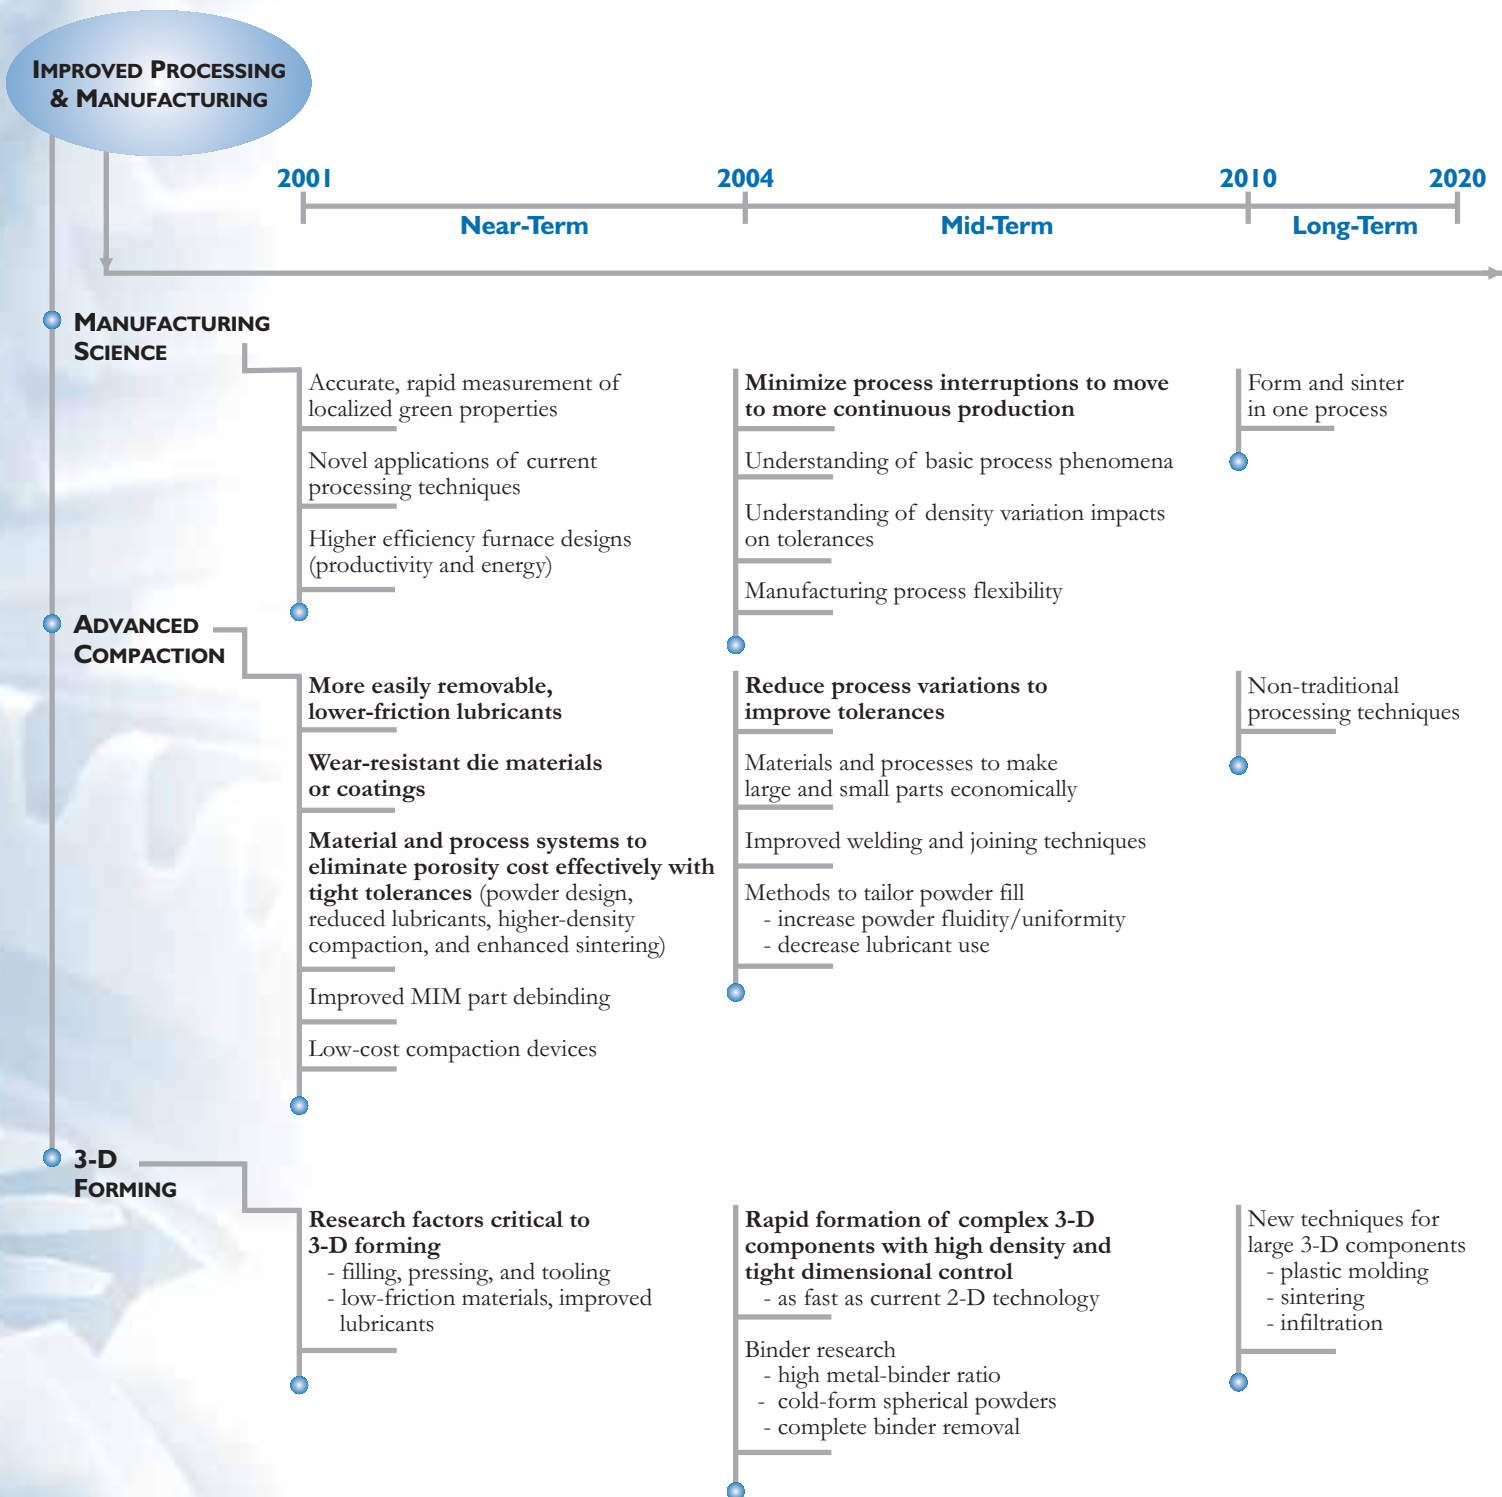 IMPROVED PROCESSING
& MANUFACTURING
2001
2004
2010
2020
Near-Term
Mid-Term
Long-Term
MANUFACTURING
SCIENCE
Accurate, rapid measurement of
localized green properties
Novel applications of current
processing techniques
Higher efficiency furnace designs
(productivity and energy)
Minimize process interruptions to move
to more continuous production
Understanding of basic process phenomena
Understanding of density variation impacts
on tolerances
Manufacturing process flexibility
Form and sinter
in one process
ADVANCED
COMPACTION
More easily removable,
lower-friction lubricants
Wear-resistant die materials
or coatings
Material and process systems to
eliminate porosity cost effectively with
tight tolerances (powder design,
reduced lubricants, higher-density
compaction, and enhanced sintering)
Improved MIM part debinding
Low-cost compaction devices
Reduce process variations to
improve tolerances
Materials and processes to make
large and small parts economically
Improved welding and joining techniques
Methods to tailor powder fill
- increase powder fluidity/uniformity
- decrease lubricant use
Non-traditional
processing techniques
3-D
FORMING
Research factors critical to
3-D forming
- filling, pressing, and tooling
- low-friction materials, improved
lubricants
Rapid formation of complex 3-D
components with high density and
tight dimensional control
- as fast as current 2-D technology
Binder research
- high metal-binder ratio
- cold-form spherical powders
- complete binder removal
New techniques for
large 3-D components
- plastic molding
- sintering
- infiltration